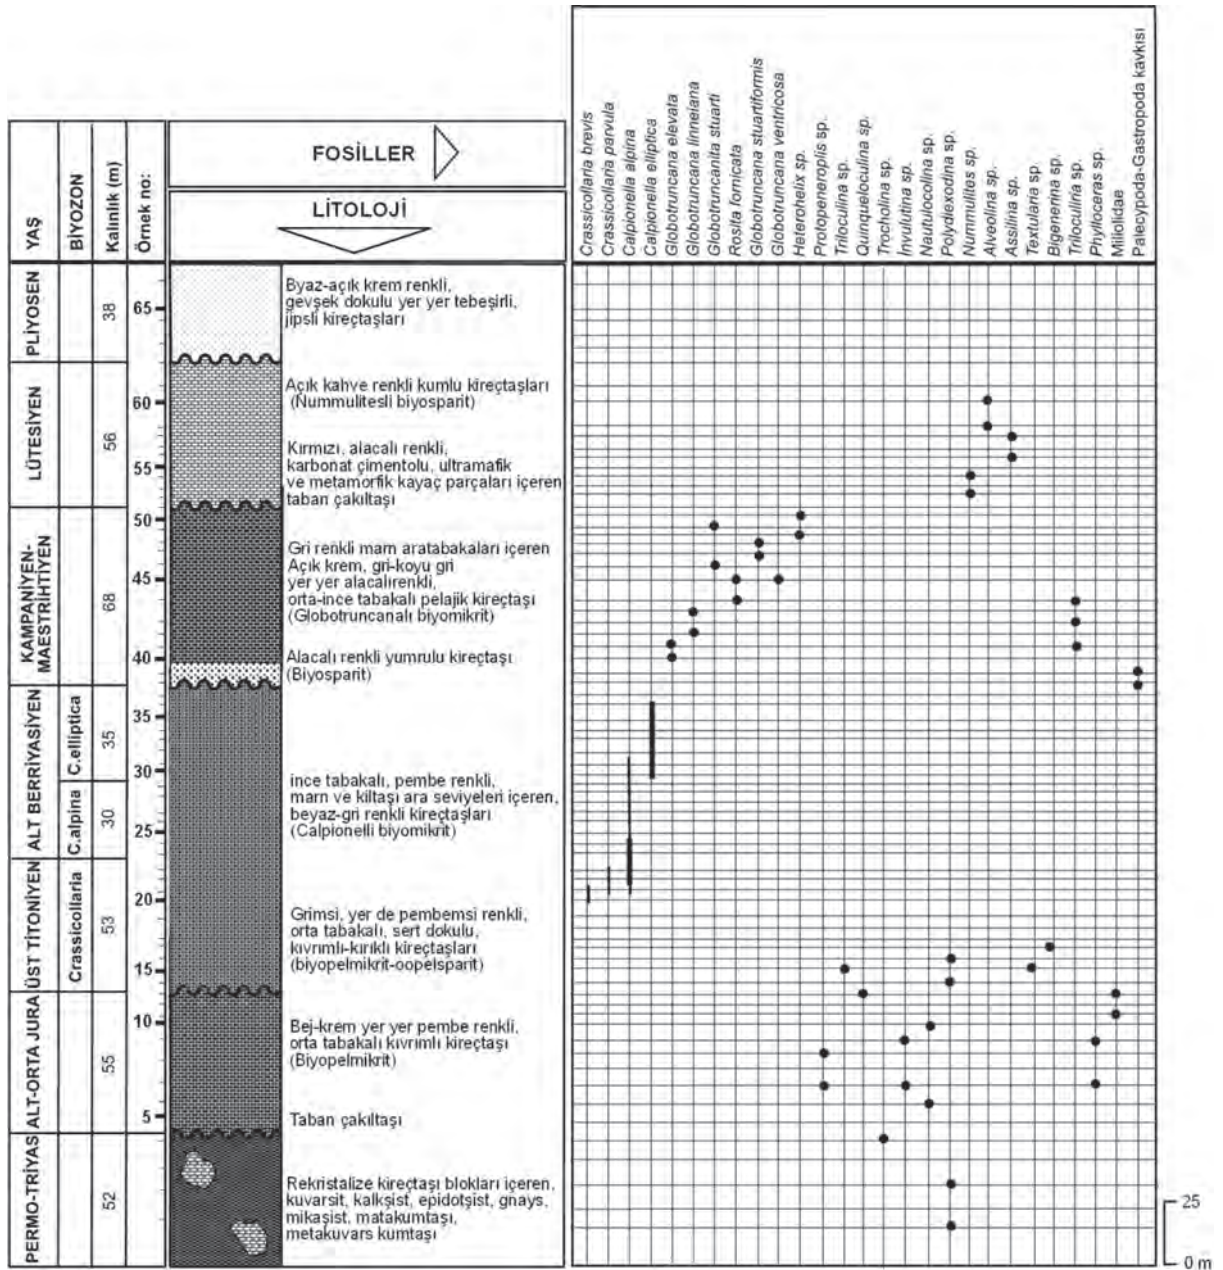 YAŞ
BİYOZON
Kalınlık (m)
Örnek no:
FOSİLLER
LİTOLOJİ
Crassicollaria brevis
Crassicollaria parvula
Calpionella alpina
Calpionella elliptica
Globotruncana elevata
Globotruncana linneiana
Globotruncanita stuarti
Rosita fornicata
Globotruncana stuartiformis
Globotruncana ventricosa
Heterohelix sp.
Protopeneroplis sp.
Triloculina sp.
Quinqueloculina sp.
Trocholina sp.
İnvulutina sp.
Nautulocolina sp.
Polydiexodina sp.
Nummulites sp.
Alveolina sp.
Assilina sp.
Textularia sp.
Bigenerina sp.
Triloculina sp.
Phylloceras sp.
Miliolidae
Palecypoda-Gastropoda kavkısı
PLİYOSEN
38
65
Byaz-açık krem renkli,
gevşek dokulu yer yer tebeşirli,
jipsli kireçtaşları
LÜTESİYEN
56
60
55
Açık kahve renkli kumlu kireçtaşları
(Nummulitesli biyosparit)
Kırmızı, alacalı renkli,
karbonat çimentolu, ultramafik
ve metamorfik kayaç parçaları içeren
taban çakıltaşı
KAMPANİYEN-
MAESTRIHTİYEN
68
50
45
40
Gri renkli marn aratabakaları içeren
Açık krem, gri-koyu gri
yer yer alacalırenkli,
orta-ince tabakalı pelajik kireçtaşı
(Globotruncanalı biyomikrit)
Alacalı renkli yumrulu kireçtaşı
(Biyosparit)
ALT BERRİYASİYEN
C.elliptica
35
35
30
C.alpina
30
25
ince tabakalı, pembe renkli,
marn ve kiltaşı ara seviyeleri içeren,
beyaz-gri renkli kireçtaşları
(Calpionelli biyomikrit)
ÜST TİTONİYEN
Crassicollaria
53
20
15
Grimsi, yer de pembemsi renkli,
orta tabakalı, sert dokulu,
kıvrımlı-kırıklı kireçtaşları
(biyopelmikrit-oopelsparit)
ALT-ORTA JURA
55
10
5
Bej-krem yer yer pembe renkli,
orta tabakalı kıvrımlı kireçtaşı
(Biyopelmikrit)
Taban çakıltaşı
PERMO-TRİYAS
52
Rekristalize kireçtaşı blokları içeren,
kuvarsit, kalkşist, epidotşist, gnays,
mikaşist, matakumtaşı,
metakuvars kumtaşı
25
0 m